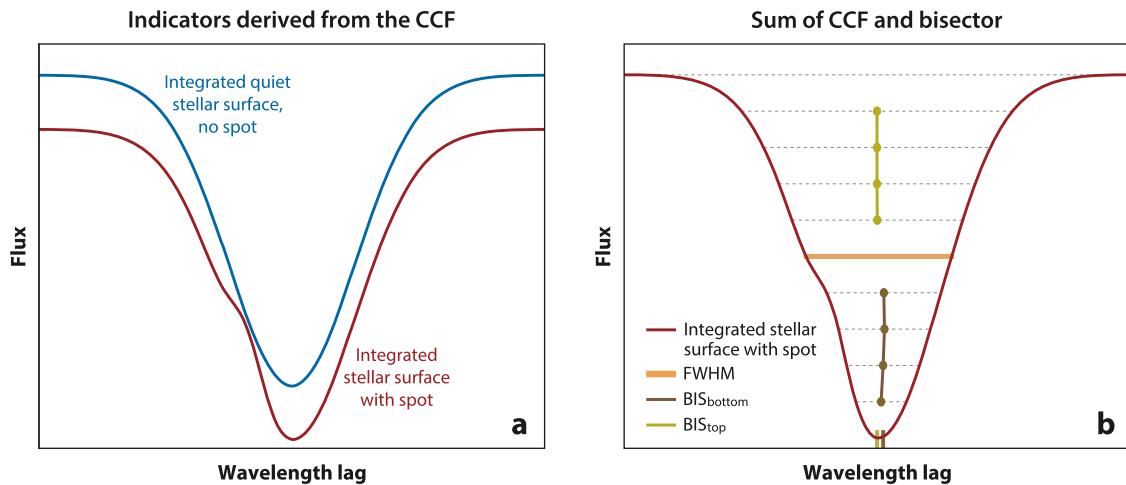 Indicators derived from the CCF
Integrated quiet
stellar surface,
no spot
Integrated
stellar surface
with spot
Flux
a
Wavelength lag
Sum of CCF and bisector
Flux
Integrated stellar
surface with spot
FWHM
BISbottom
BIStop
b
Wavelength lag